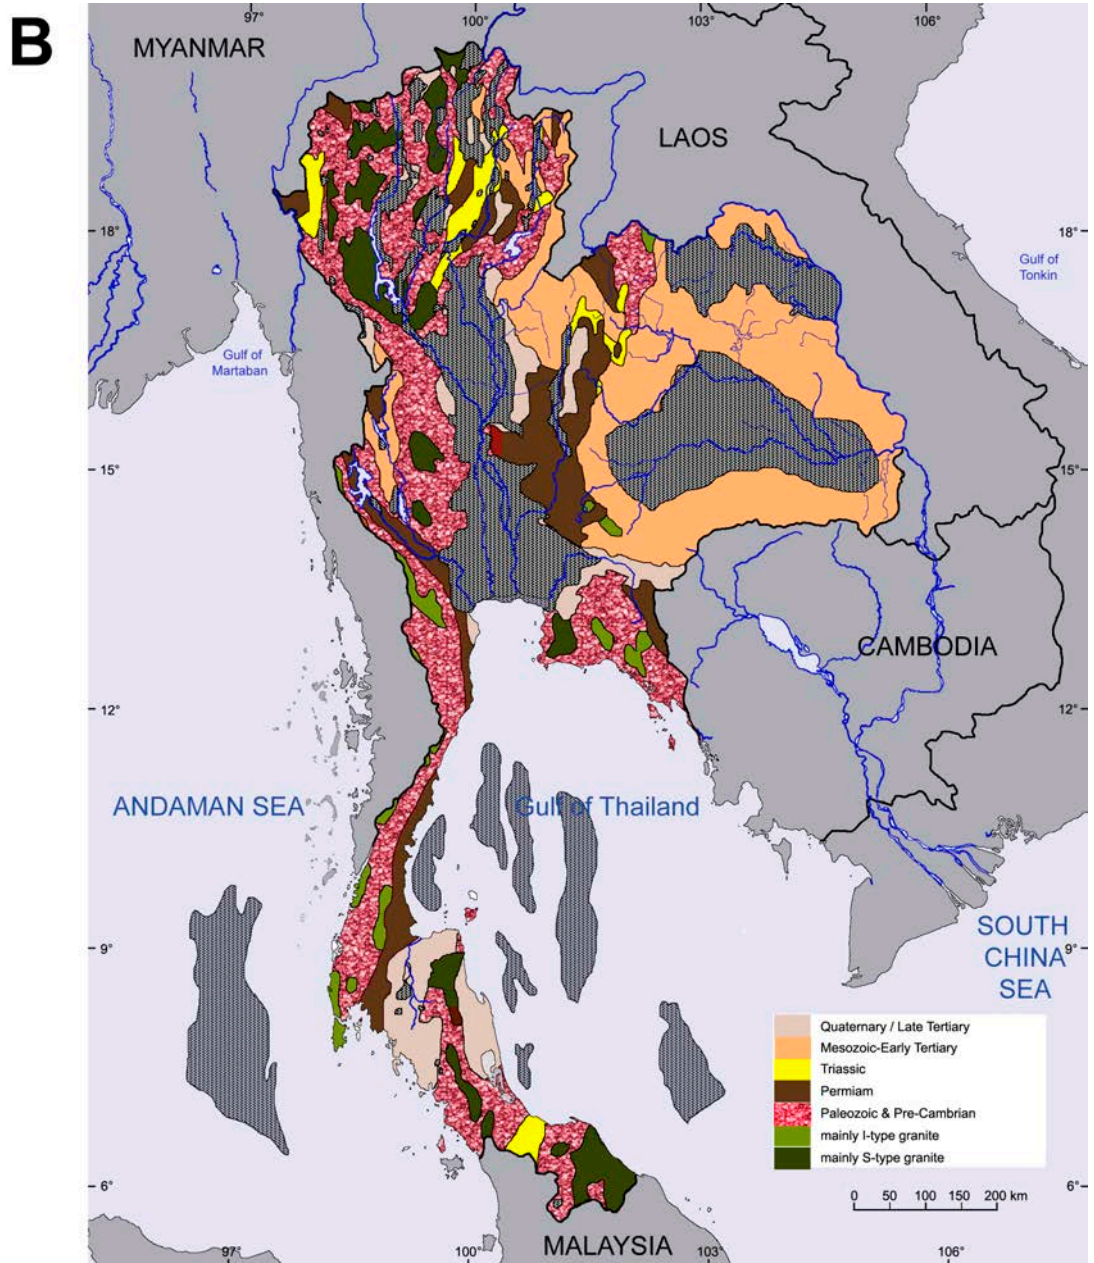 B
97°
100°
103°
106°
MYANMAR
LAOS
18°
18°
Gulf of
Tonkin
Gulf of
Martaban
15°
15°
CAMBODIA
12°
12°
ANDAMAN SEA
Gulf of Thailand
SOUTH
CHINA
SEA
9°
9°
Quaternary / Late Tertiary
Mesozoic-Early Tertiary
Triassic
Permiam
Paleozoic & Pre-Cambrian
mainly I-type granite
mainly S-type granite
6°
6°
0 50 100 150 200 km
MALAYSIA
97°
100°
103°
106°